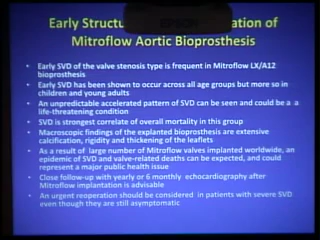 Early Structu EPSON ation of
Mitroflow Aortic Bioprosthesis
• Early SVD of the valve stenosis type is frequent in Mitroflow LX/A12
bioprosthesis
• Early SVD has been shown to occur across all age groups but more so in
children and young adults
• An unpredictable accelerated pattern of SVD can be seen and could be a a
life-threatening condition
• SVD is strongest correlate of overall mortality in this group
• Macroscopic findings of the explanted bioprosthesis are extensive
calcification, rigidity and thickening of the leaflets
• As a result of large number of Mitroflow valves implanted worldwide, an
epidemic of SVD and valve-related deaths can be expected, and could
represent a major public health issue
• Close follow-up with yearly or 6 monthly echocardiography after
Mitroflow implantation is advisable
• An urgent reoperation should be considered in patients with severe SVD
even though they are still asymptomatic